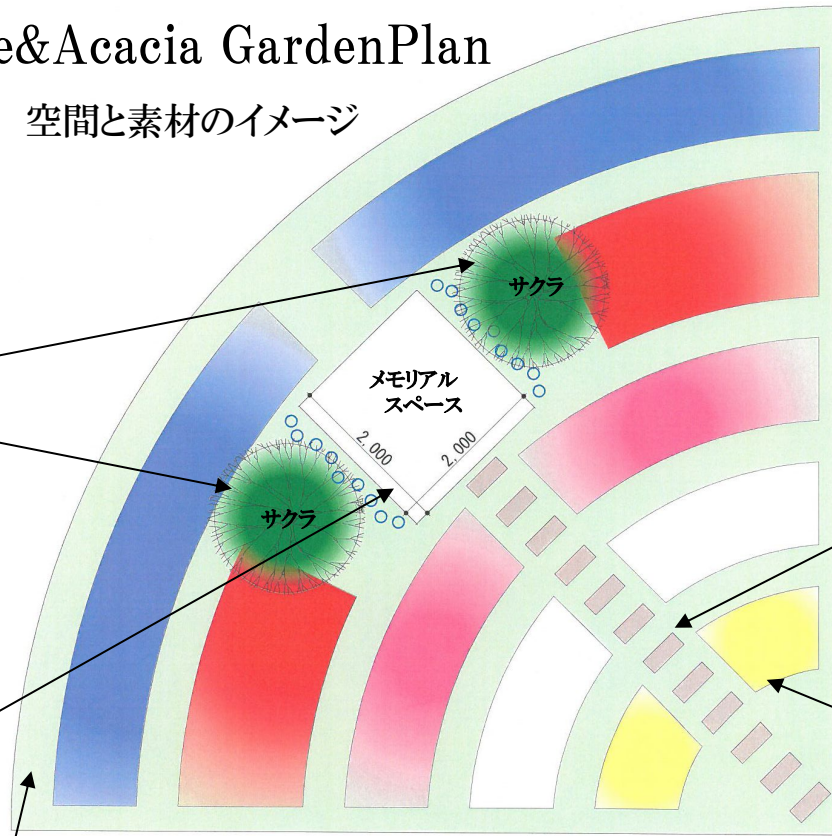 e&Acacia GardenPlan
空間と素材のイメージ
サクラ
メモリアル
スペース
2,000
2,000
サクラ